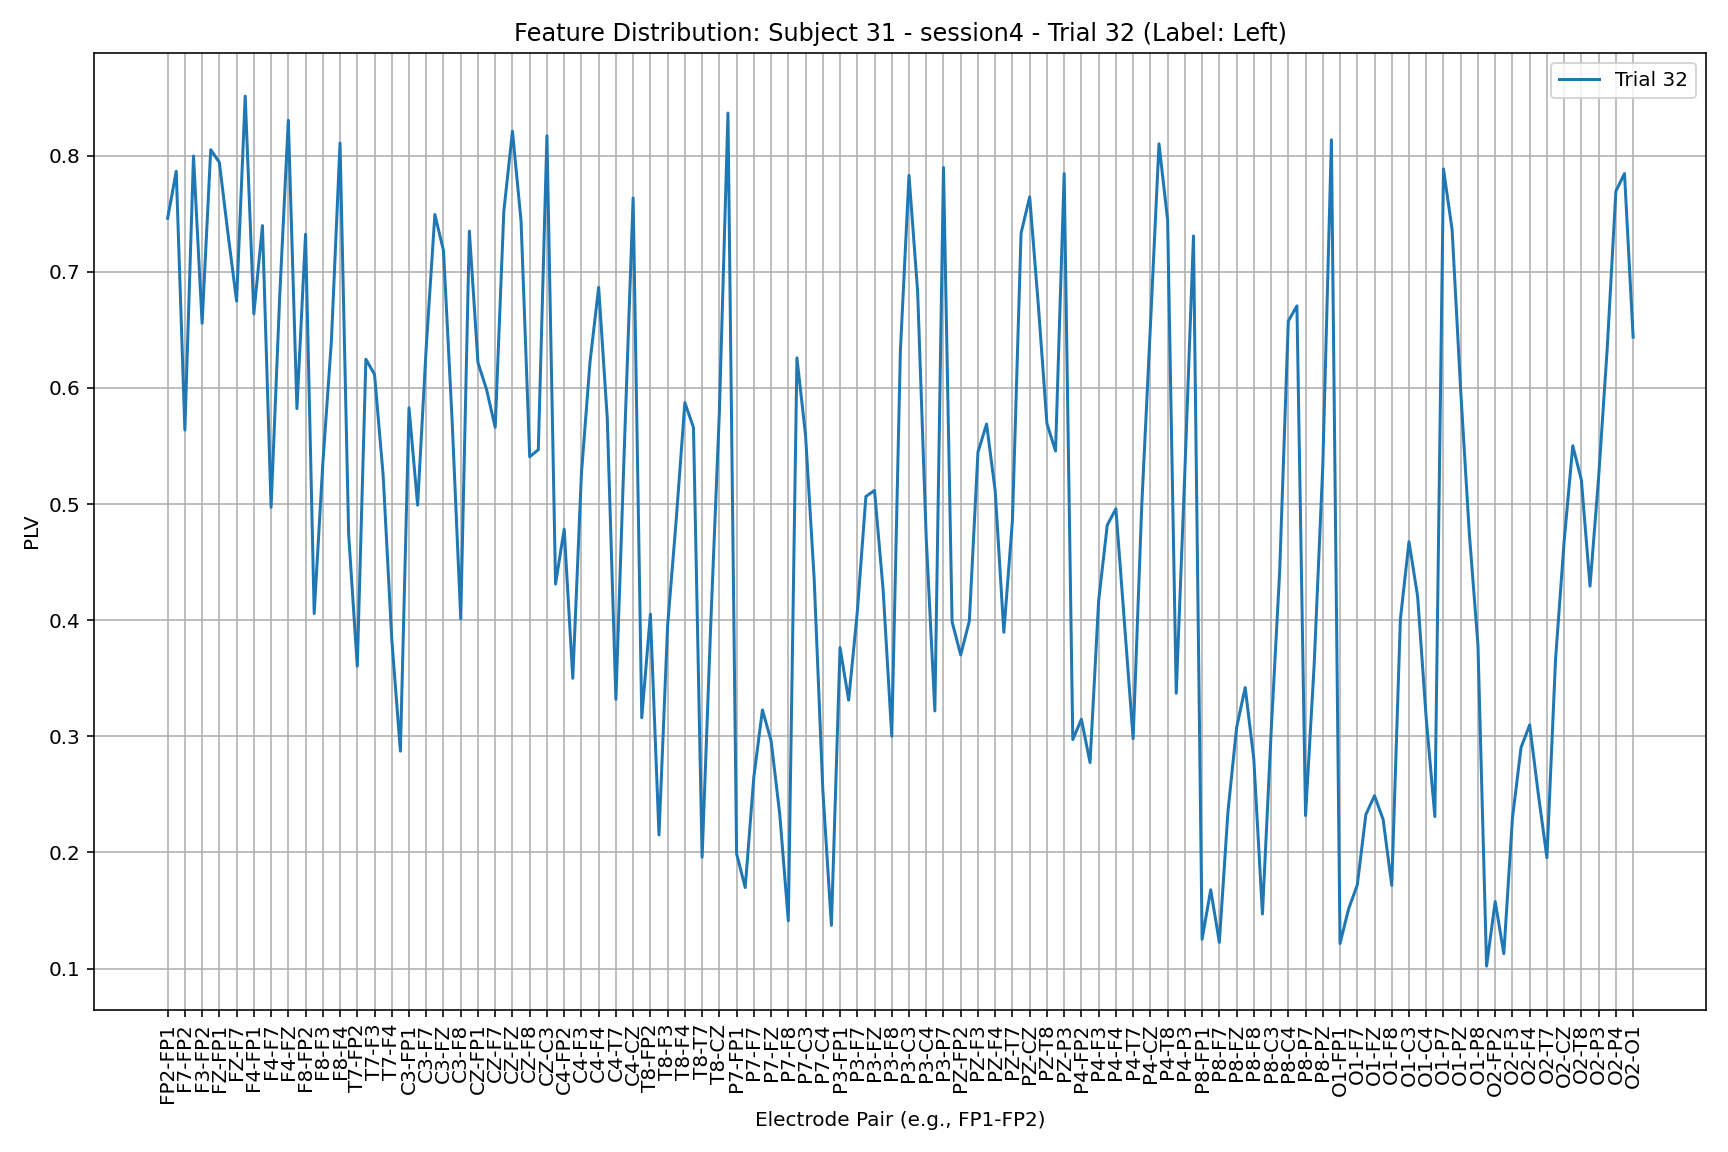 Feature Distribution: Subject 31 - session4 - Trial 32 (Label: Left)
Trial 32
PLV
0.8
0.7
0.6
0.5
0.4
0.3
0.2
0.1
FP2-FP1
F7-FP2
F3-FP2
FZ-FP1
FZ-F7
F4-FP1
F4-F7
F4-FZ
F8-FP2
F8-F3
F8-F4
T7-FP2
T7-F3
T7-F4
C3-FP1
C3-F7
C3-FZ
C3-F8
CZ-FP1
CZ-F7
CZ-FZ
CZ-F8
CZ-C3
C4-FP2
C4-F3
C4-F4
C4-T7
C4-CZ
T8-FP2
T8-F3
T8-F4
T8-T7
T8-CZ
P7-FP1
P7-F7
P7-FZ
P7-F8
P7-C3
P7-C4
P3-FP1
P3-F7
P3-FZ
P3-F8
P3-C3
P3-C4
P3-P7
PZ-FP2
PZ-F3
PZ-F4
PZ-T7
PZ-CZ
PZ-T8
PZ-P3
P4-FP2
P4-F3
P4-F4
P4-T7
P4-CZ
P4-T8
P4-P3
P8-FP1
P8-F7
P8-FZ
P8-F8
P8-C3
P8-C4
P8-P7
P8-PZ
O1-FP1
O1-F7
O1-FZ
O1-F8
O1-C3
O1-C4
O1-P7
O1-PZ
O1-P8
O2-FP2
O2-F3
O2-F4
O2-T7
O2-CZ
O2-T8
O2-P3
O2-P4
O2-O1
Electrode Pair (e.g., FP1-FP2)